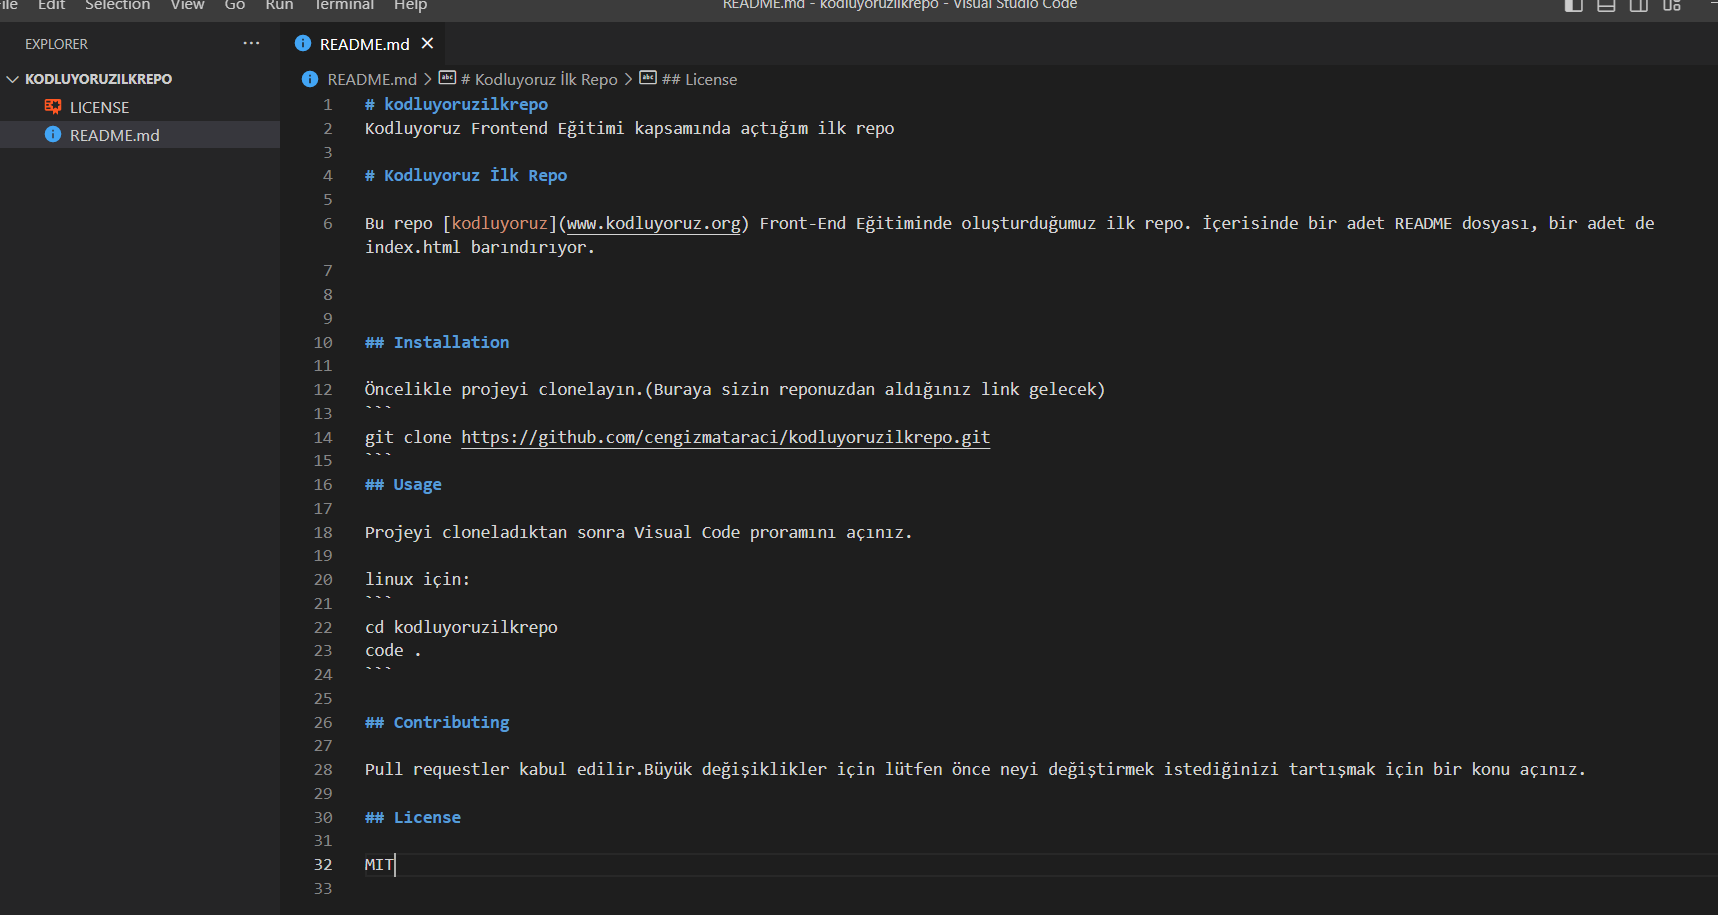 File Edit Selection View Go Run Terminal Help
README.md - kodluyoruzilkrepo - Visual Studio Code
EXPLORER
README.md
KODLUYORUZILKREPO
LICENSE
README.md
README.md > # Kodluyoruz İlk Repo > ## License
1 # kodluyoruzilkrepo
2 Kodluyoruz Frontend Eğitimi kapsamında açtığım ilk repo
3
4 # Kodluyoruz İlk Repo
5
6 Bu repo [kodluyoruz](www.kodluyoruz.org) Front-End Eğitiminde oluşturduğumuz ilk repo. İçerisinde bir adet README dosyası, bir adet de
index.html barındırıyor.
7
8
9
10 ## Installation
11
12 Öncelikle projeyi clonelayın.(Buraya sizin reponuzdan aldığınız link gelecek)
13 ```
14 git clone https://github.com/cengizmataraci/kodluyoruzilkrepo.git
15 ```
16 ## Usage
17
18 Projeyi cloneladıktan sonra Visual Code proramını açınız.
19
20 linux için:
21 ```
22 cd kodluyoruzilkrepo
23 code .
24 ```
25
26 ## Contributing
27
28 Pull requestler kabul edilir.Büyük değişiklikler için lütfen önce neyi değiştirmek istediğinizi tartışmak için bir konu açınız.
29
30 ## License
31
32 MIT
33